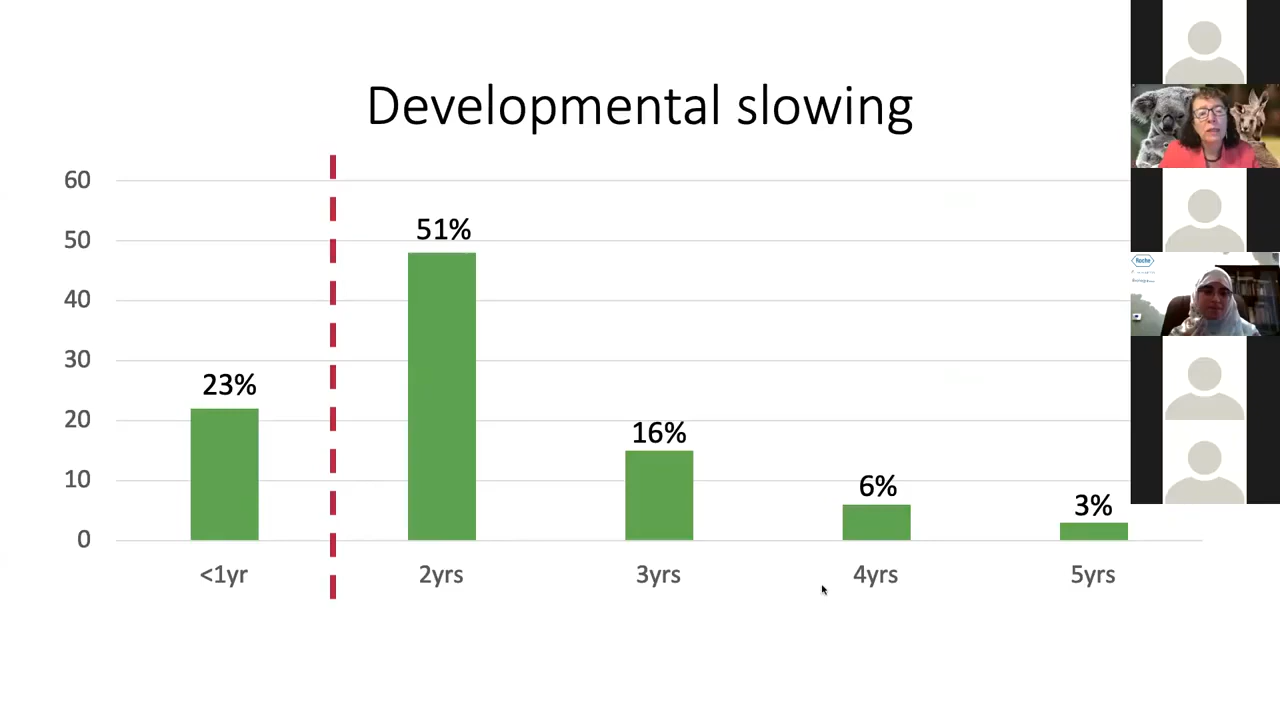 Developmental slowing
60
50
40
30
20
10
0
23%
51%
16%
6%
3%
<1yr
2yrs
3yrs
4yrs
5yrs
Roche